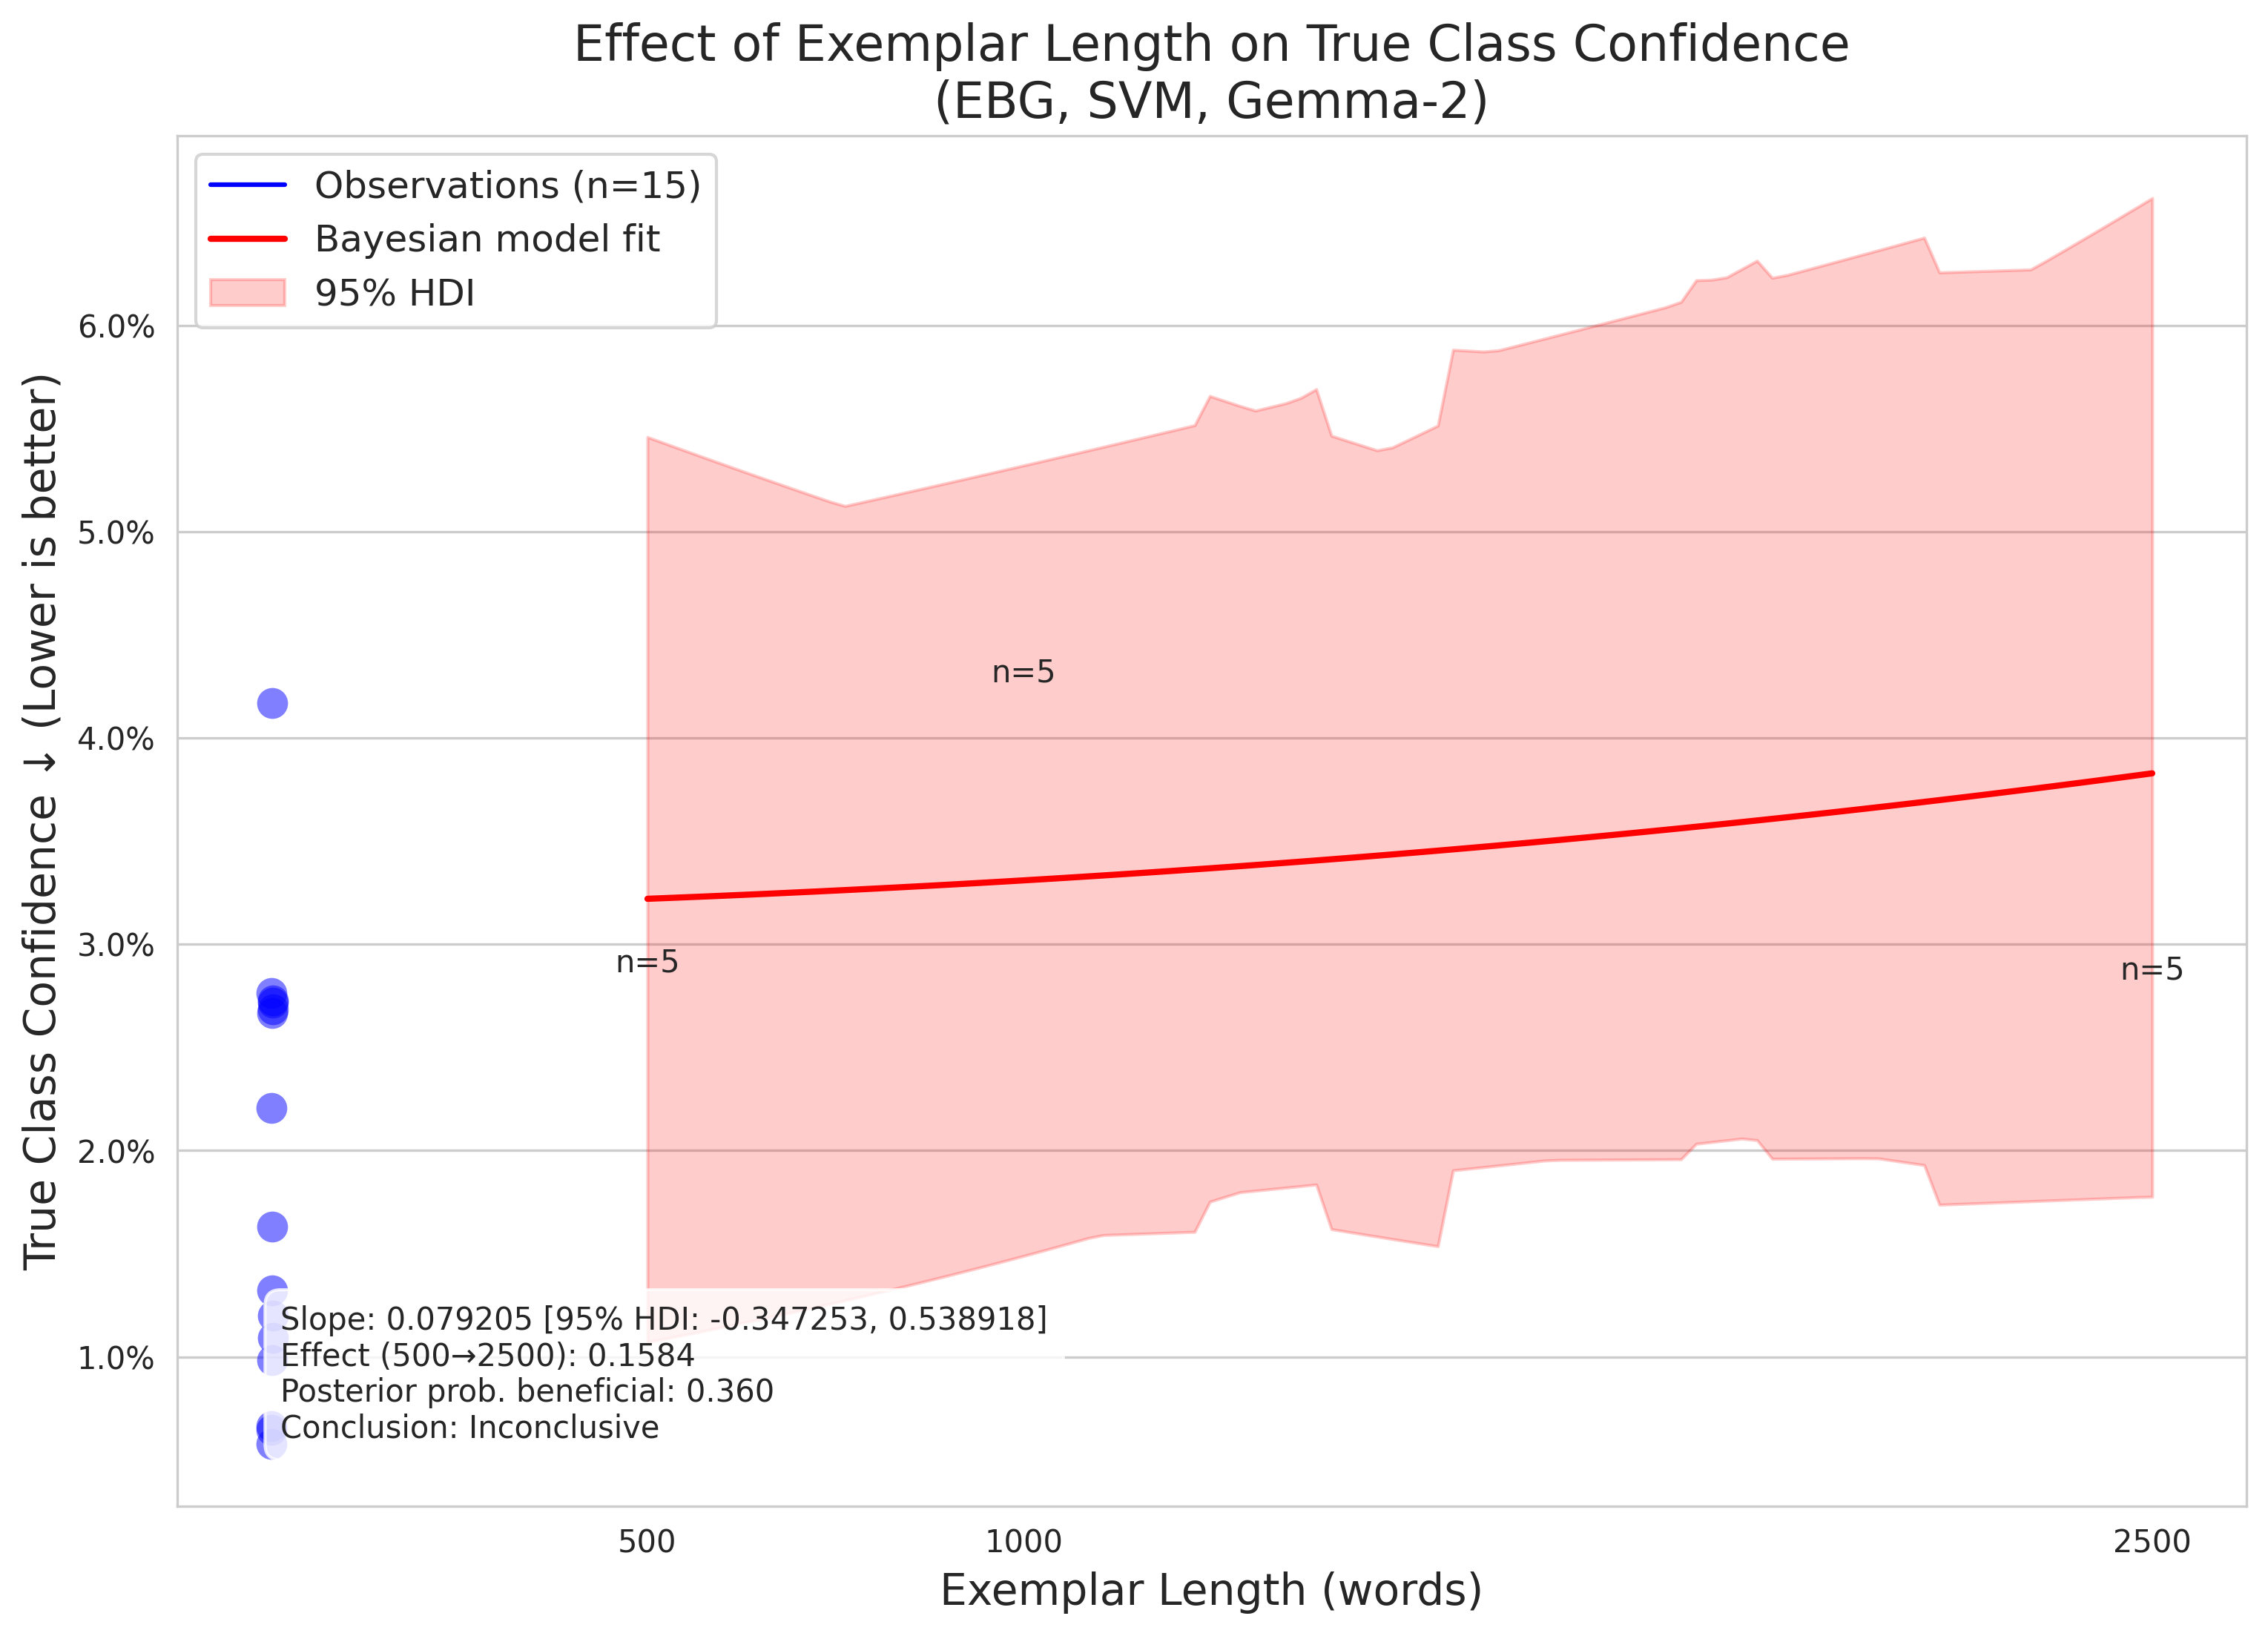 Effect of Exemplar Length on True Class Confidence
(EBG, SVM, Gemma-2)
Observations (n=15)
Bayesian model fit
95% HDI
True Class Confidence ↓ (Lower is better)
6.0%
5.0%
4.0%
3.0%
2.0%
1.0%
n=5
n=5
n=5
Slope: 0.079205 [95% HDI: -0.347253, 0.538918]
Effect (500→2500): 0.1584
Posterior prob. beneficial: 0.360
Conclusion: Inconclusive
500
1000
2500
Exemplar Length (words)